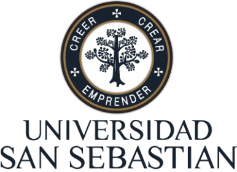 CREER CREAR
EMPRENDER
UNIVERSIDAD
SAN SEBASTIAN